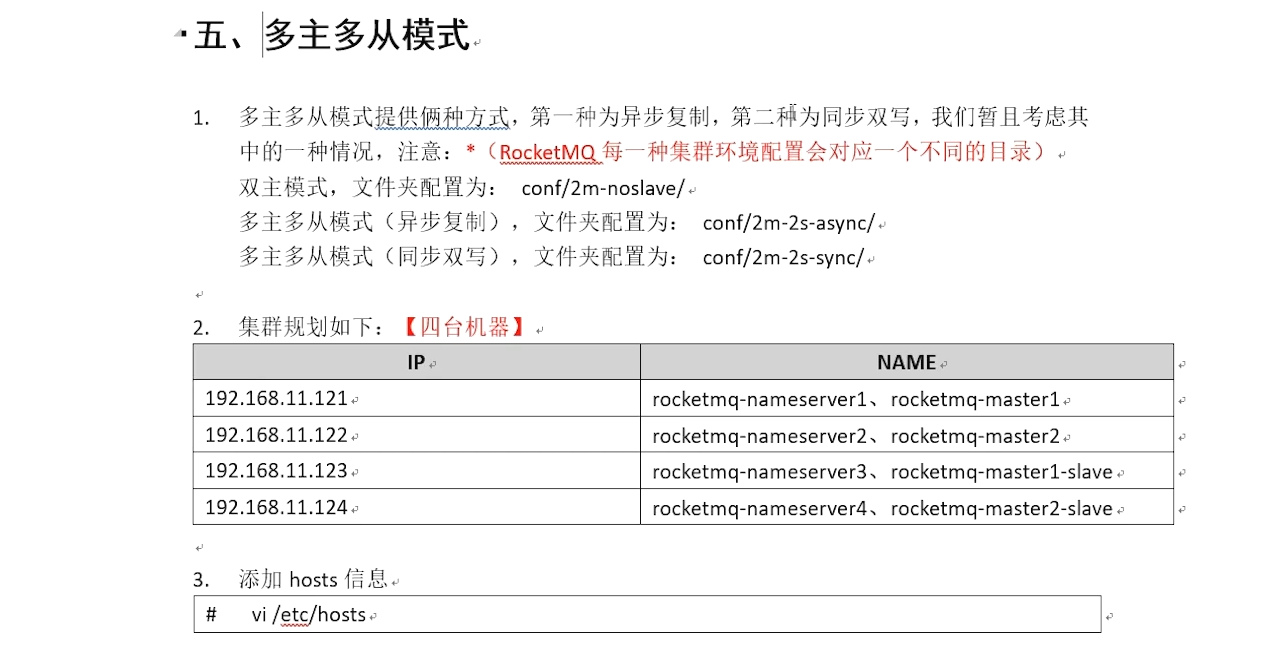 五、多主多从模式
1. 多主多从模式提供俩种方式，第一种为异步复制，第二种为同步双写，我们暂且考虑其
中的一种情况，注意：*（RocketMQ 每一种集群环境配置会对应一个不同的目录）
双主模式，文件夹配置为： conf/2m-noslave/
多主多从模式（异步复制），文件夹配置为： conf/2m-2s-async/
多主多从模式（同步双写），文件夹配置为： conf/2m-2s-sync/
2. 集群规划如下：【四台机器】
IP NAME
192.168.11.121 rocketmq-nameserver1、rocketmq-master1
192.168.11.122 rocketmq-nameserver2、rocketmq-master2
192.168.11.123 rocketmq-nameserver3、rocketmq-master1-slave
192.168.11.124 rocketmq-nameserver4、rocketmq-master2-slave
3. 添加 hosts 信息
# vi /etc/hosts